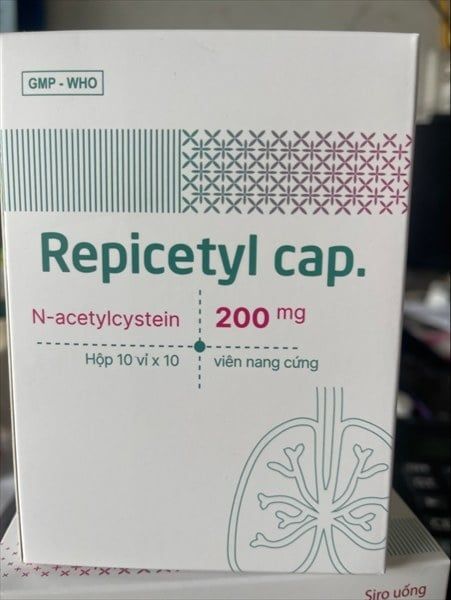 GMP - WHO
Repicetyl cap.
N-acetylcystein 200 mg
Hộp 10 vỉ x 10 viên nang cứng
Siro uống